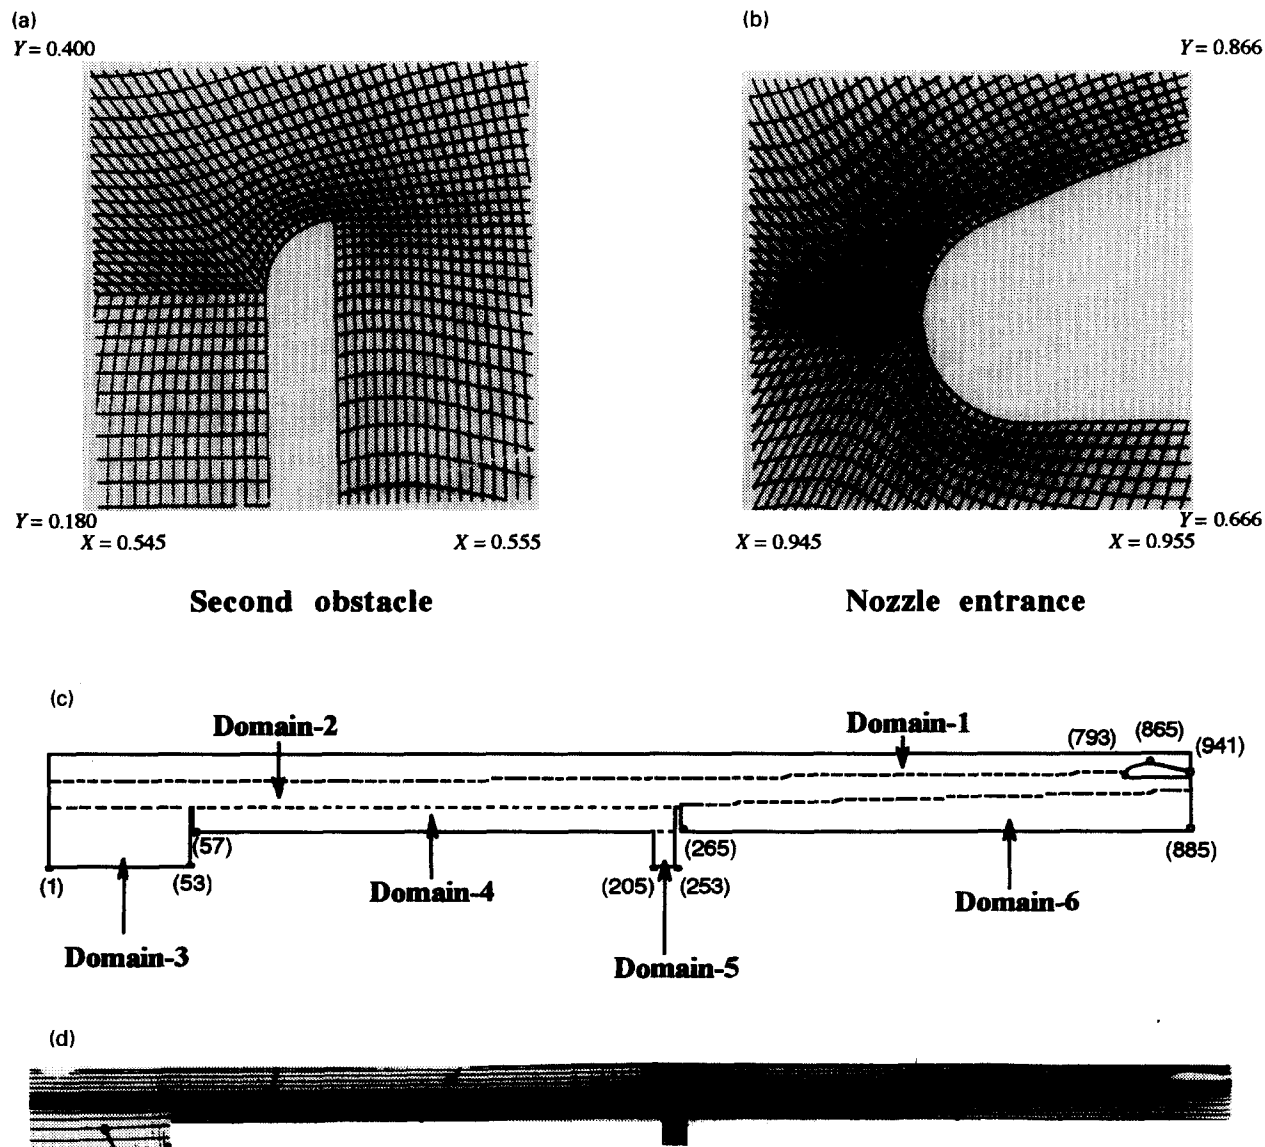 (a)
(b)
Y = 0.400
Y = 0.866
Y = 0.180
Y = 0.666
X = 0.545
X = 0.555
X = 0.945
X = 0.955
Second obstacle
Nozzle entrance
(c)
Domain-2
Domain-1
(793)
(865)
(941)
(57)
(265)
(885)
(1)
(53)
Domain-4
(205)
(253)
Domain-6
Domain-3
Domain-5
(d)